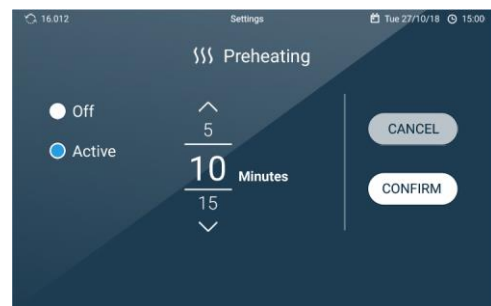 16.012 Settings Tue 27/10/18 15:00
Preheating
Off
Active
5
10 Minutes
15
CANCEL
CONFIRM